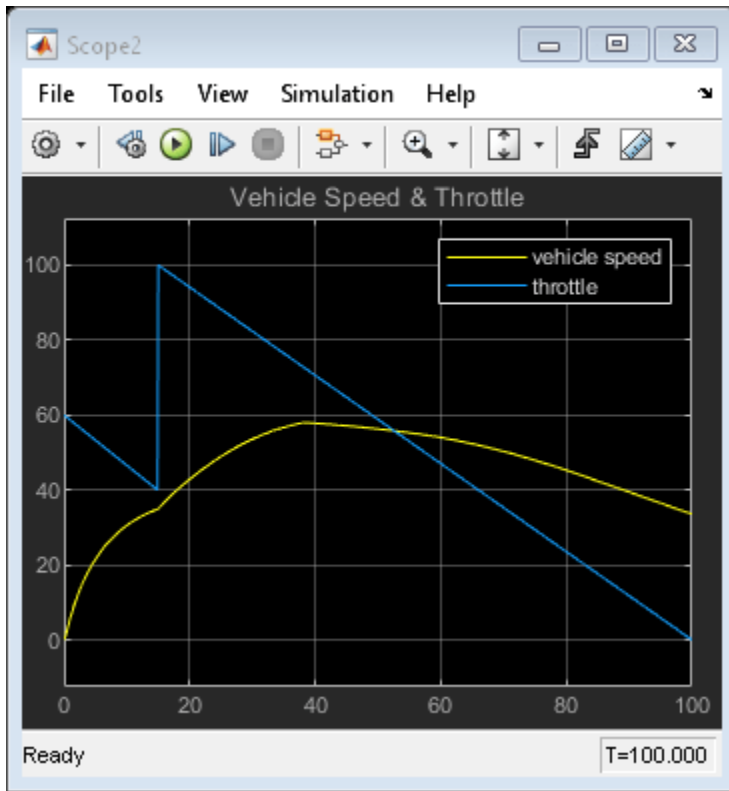 Scope2
File Tools View Simulation Help
Vehicle Speed & Throttle
vehicle speed
throttle
100
80
60
40
20
0
0 20 40 60 80 100
Ready T=100.000